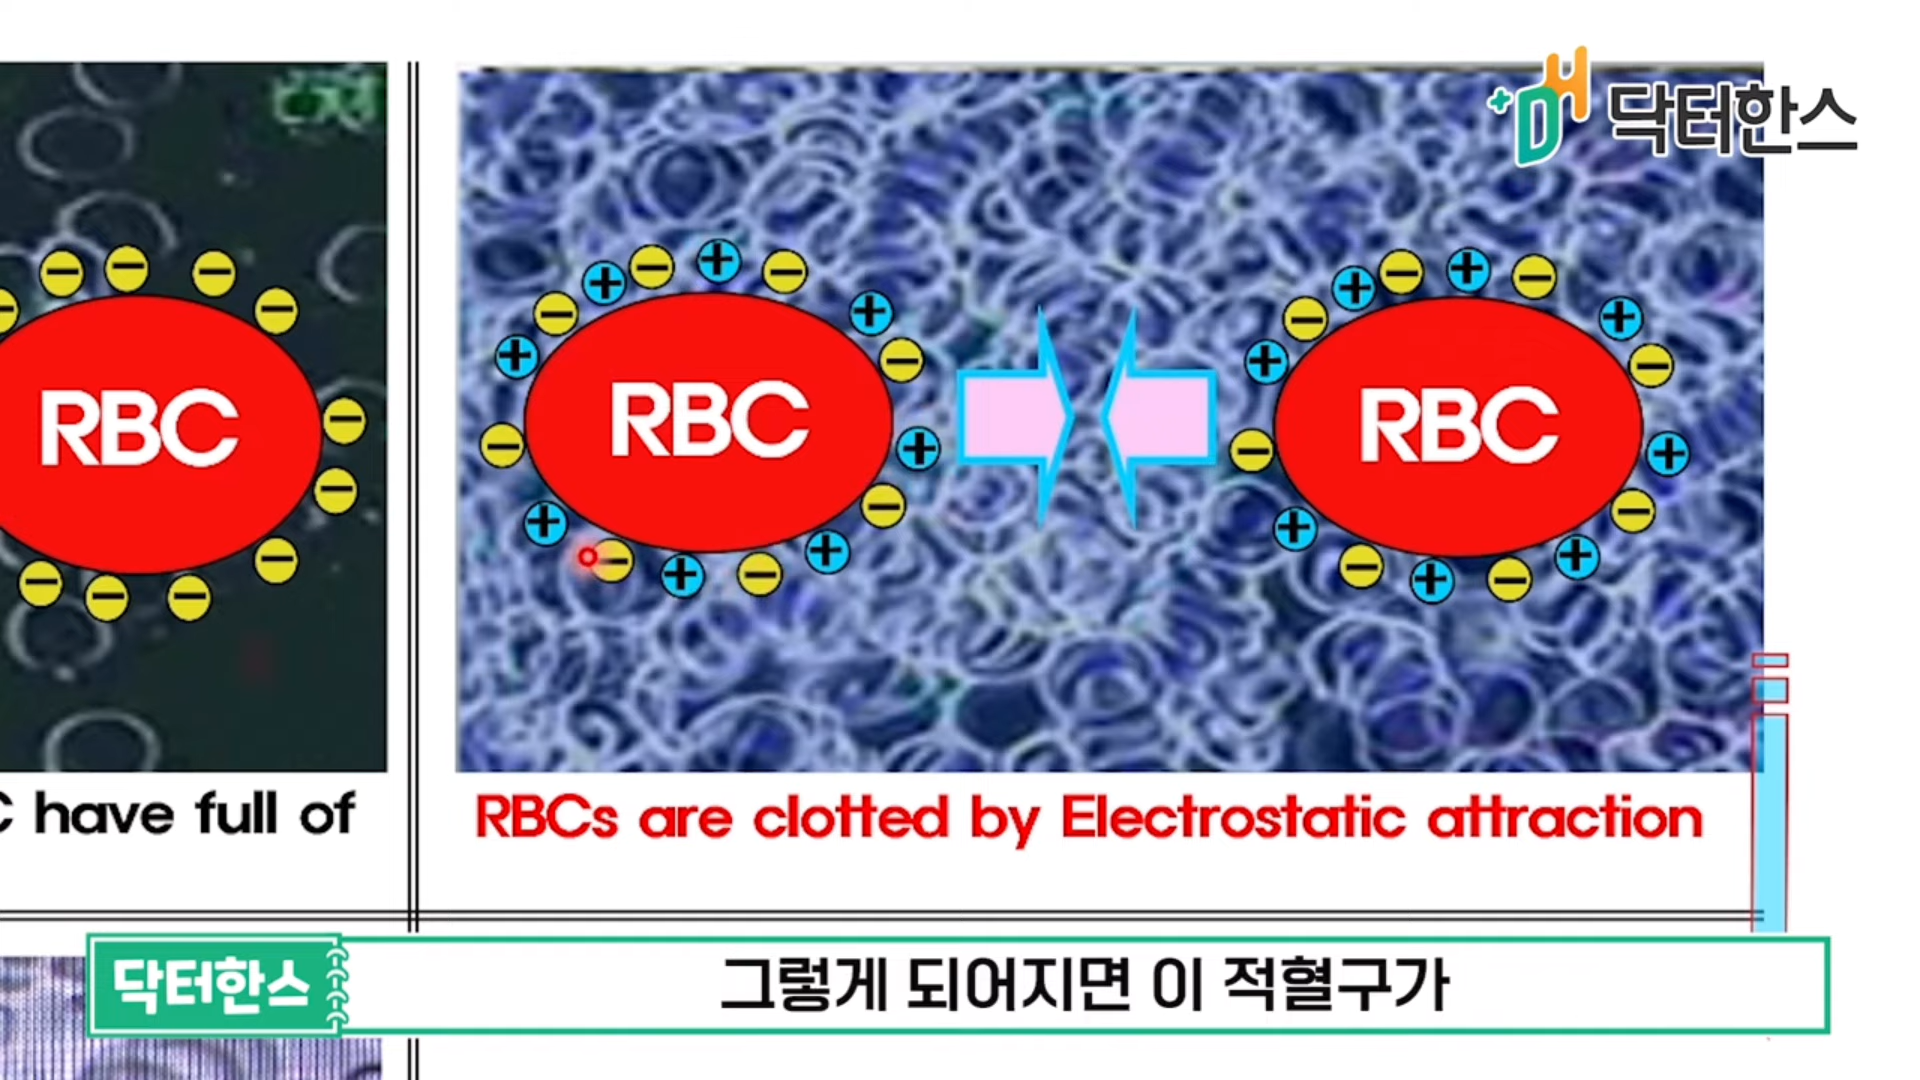 닥터한스
RBC
RBC
RBC
have full of
RBCs are clotted by Electrostatic attraction
닥터한스
그렇게 되어지면 이 적혈구가